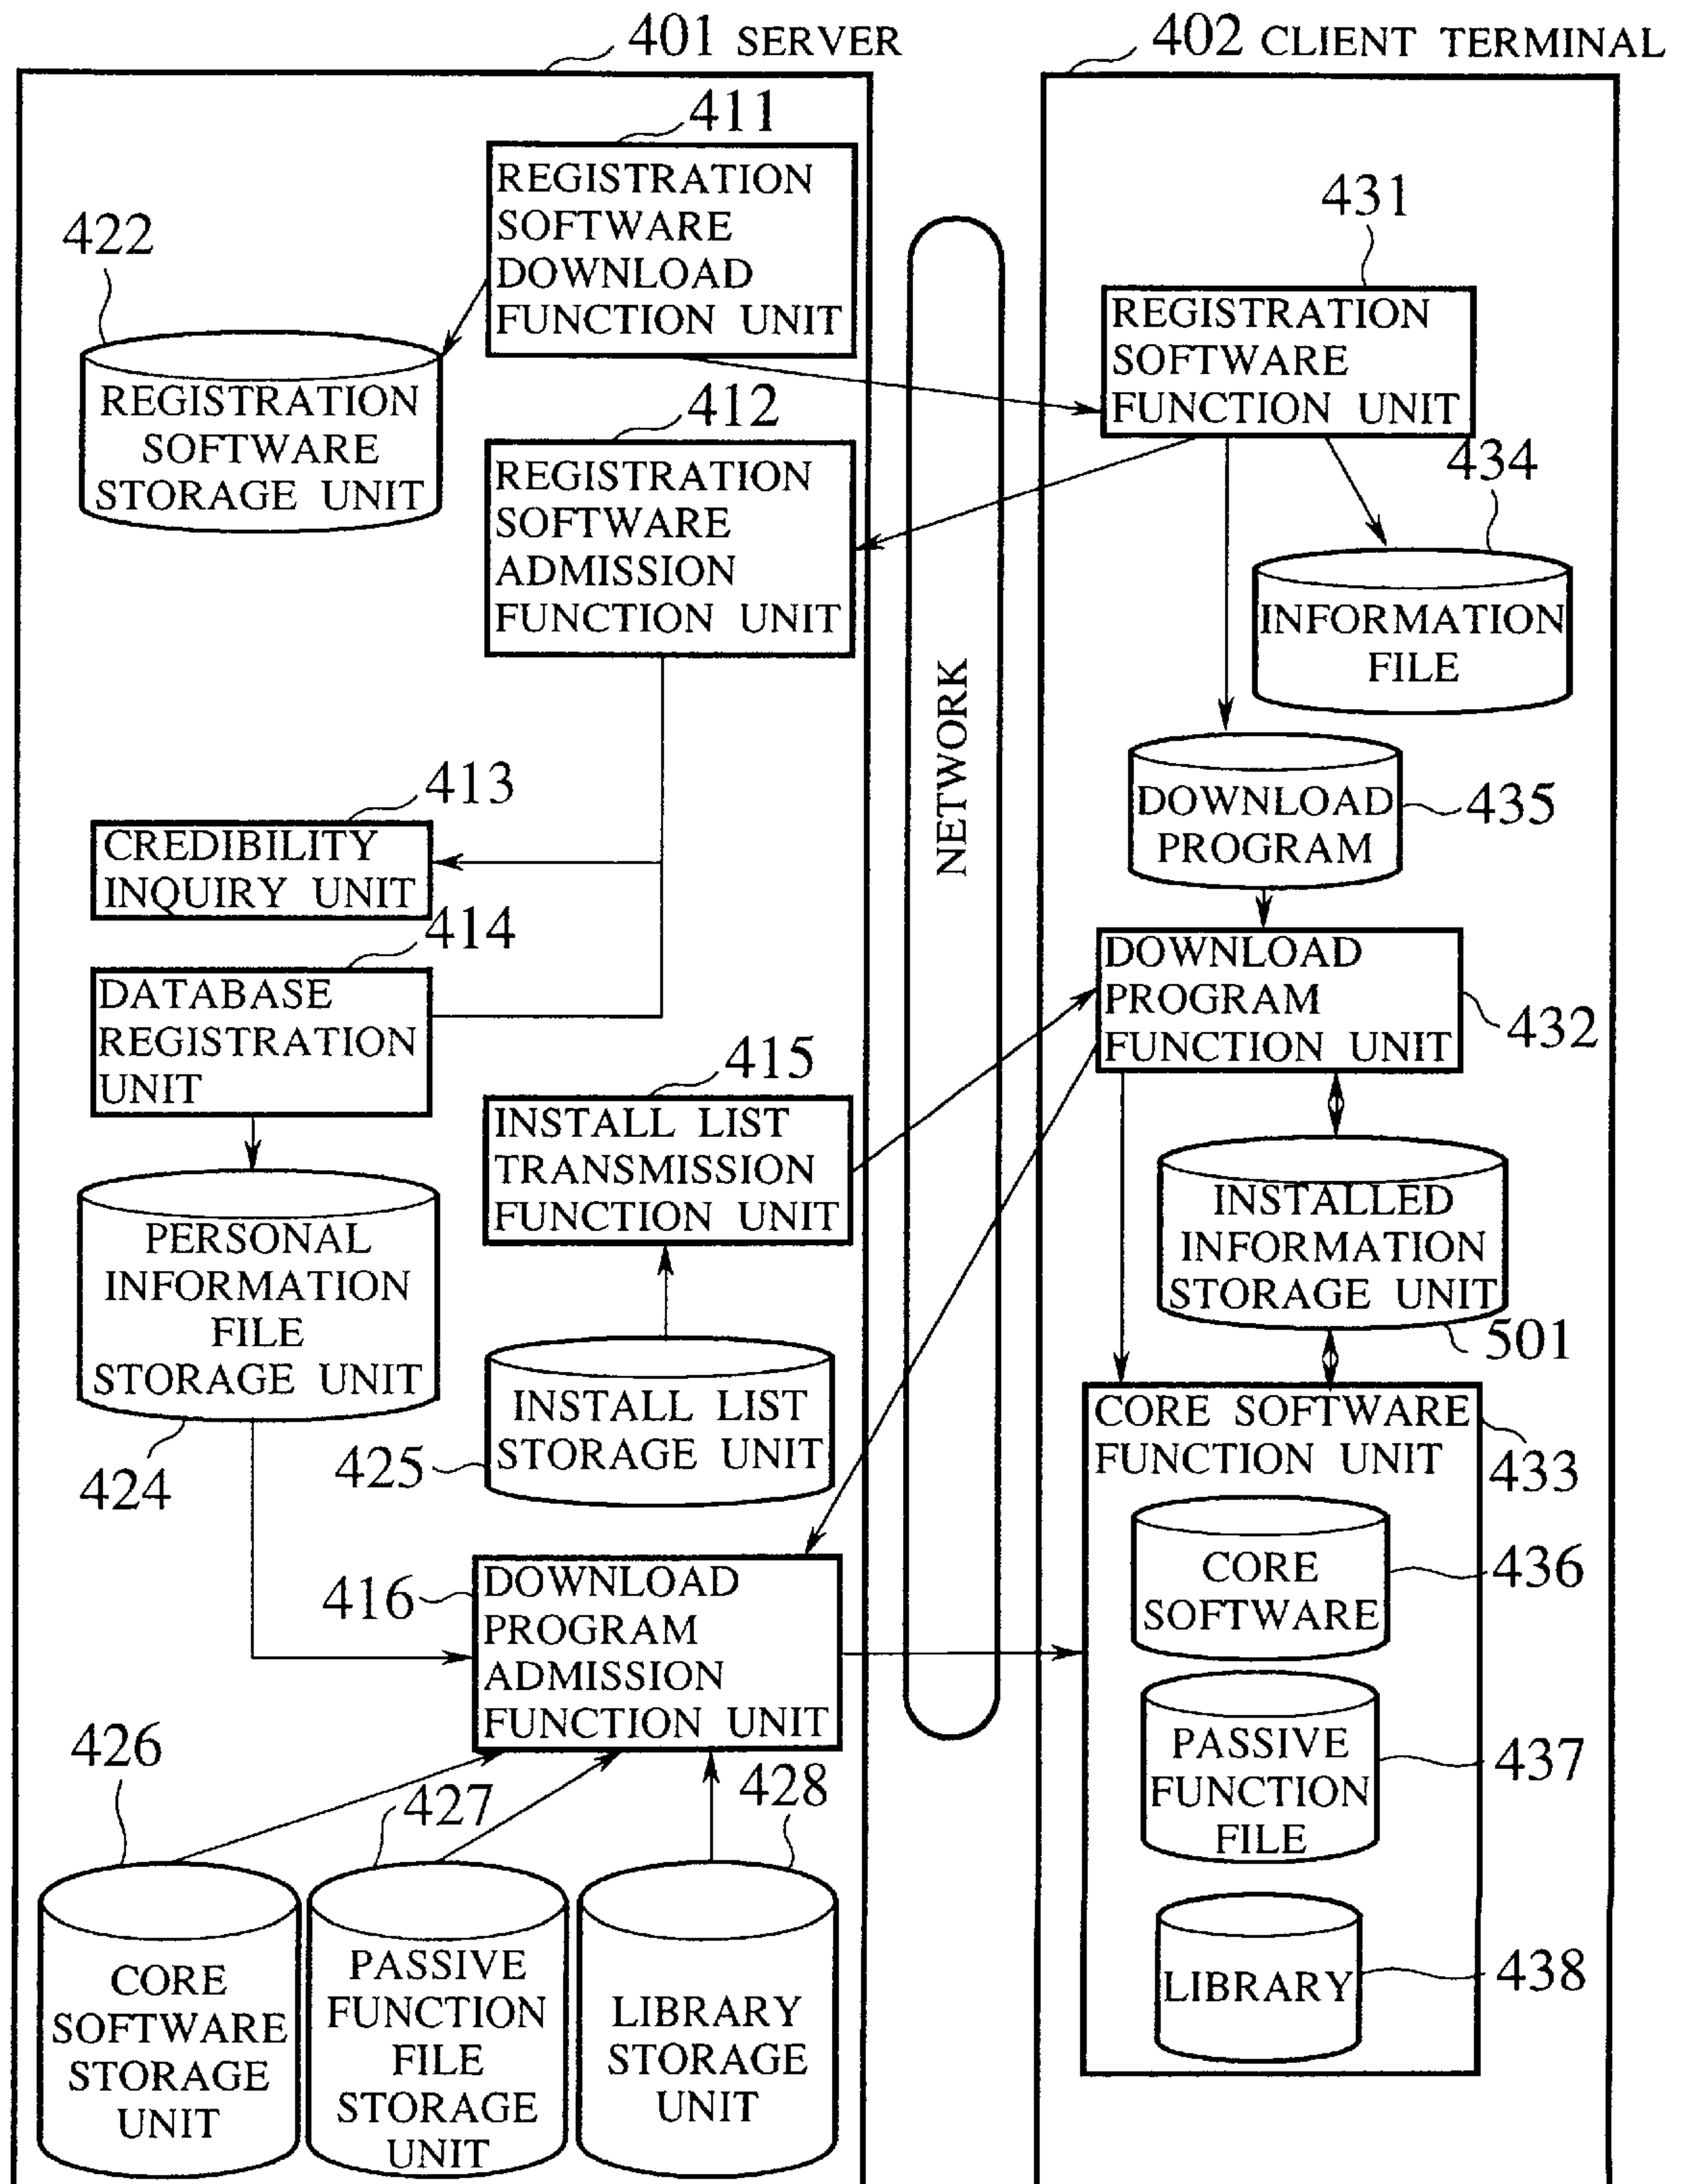 401 SERVER
402 CLIENT TERMINAL
411
REGISTRATION
SOFTWARE
DOWNLOAD
FUNCTION UNIT
422
REGISTRATION
SOFTWARE
STORAGE UNIT
412
REGISTRATION
SOFTWARE
ADMISSION
FUNCTION UNIT
413
CREDIBILITY
INQUIRY UNIT
414
DATABASE
REGISTRATION
UNIT
415
INSTALL LIST
TRANSMISSION
FUNCTION UNIT
PERSONAL
INFORMATION
FILE
STORAGE UNIT
424
INSTALL LIST
STORAGE UNIT
425
416
DOWNLOAD
PROGRAM
ADMISSION
FUNCTION UNIT
426
427
428
CORE
SOFTWARE
STORAGE
UNIT
PASSIVE
FUNCTION
FILE
STORAGE
UNIT
LIBRARY
STORAGE
UNIT
NETWORK
431
REGISTRATION
SOFTWARE
FUNCTION UNIT
434
INFORMATION
FILE
DOWNLOAD
PROGRAM
435
DOWNLOAD
PROGRAM
FUNCTION UNIT
432
INSTALLED
INFORMATION
STORAGE UNIT
501
CORE SOFTWARE
FUNCTION UNIT
433
CORE
SOFTWARE
436
PASSIVE
FUNCTION
FILE
437
LIBRARY
438